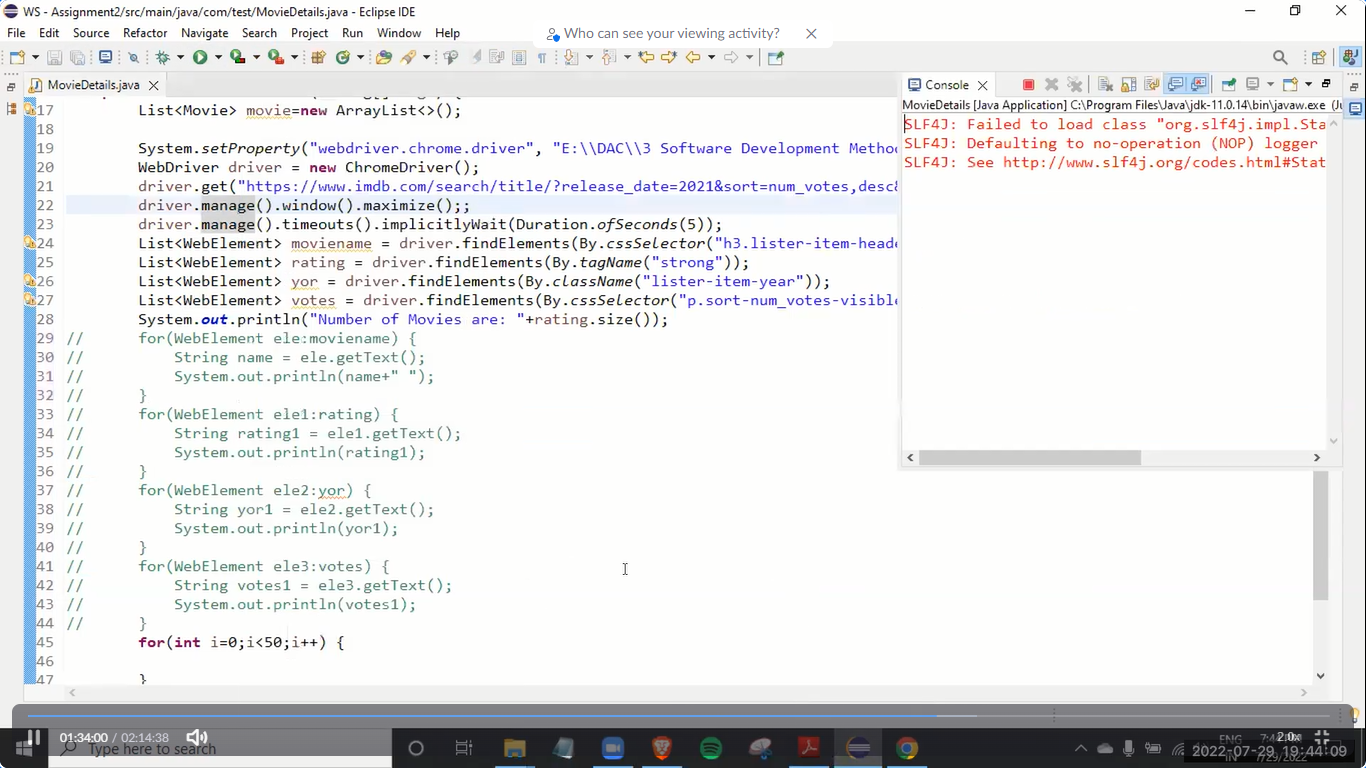 WS - Assignment2/src/main/java/com/test/MovieDetails.java - Eclipse IDE
File Edit Source Refactor Navigate Search Project Run Window Help
Who can see your viewing activity?
MovieDetails.java
Console
MovieDetails [Java Application] C:\Program Files\Java\jdk-11.0.14\bin\javaw.exe
SLF4J: Failed to load class "org.slf4j.impl.Sta
SLF4J: Defaulting to no-operation (NOP) logger
SLF4J: See http://www.slf4j.org/codes.html#Stat
17 List<Movie> movie=new ArrayList<>();
18
19 System.setProperty("webdriver.chrome.driver", "E:\\DAC\\3 Software Development Metho
20 WebDriver driver = new ChromeDriver();
21 driver.get("https://www.imdb.com/search/title/?release_date=2021&sort=num_votes,desc&
22 driver.manage().window().maximize();;
23 driver.manage().timeouts().implicitlyWait(Duration.ofSeconds(5));
24 List<WebElement> moviename = driver.findElements(By.cssSelector("h3.lister-item-heade
25 List<WebElement> rating = driver.findElements(By.tagName("strong"));
26 List<WebElement> yor = driver.findElements(By.className("lister-item-year"));
27 List<WebElement> votes = driver.findElements(By.cssSelector("p.sort-num_votes-visible
28 System.out.println("Number of Movies are: "+rating.size());
29 // for(WebElement ele:moviename) {
30 // String name = ele.getText();
31 // System.out.println(name+" ");
32 // }
33 // for(WebElement ele1:rating) {
34 // String rating1 = ele1.getText();
35 // System.out.println(rating1);
36 // }
37 // for(WebElement ele2:yor) {
38 // String yor1 = ele2.getText();
39 // System.out.println(yor1);
40 // }
41 // for(WebElement ele3:votes) {
42 // String votes1 = ele3.getText();
43 // System.out.println(votes1);
44 // }
45 for(int i=0;i<50;i++) {
46
47 }
01:34:00 / 02:14:38
Type here to search
ENG
IN
7/29/2022
2.0x
2022-07-29 19:44:09